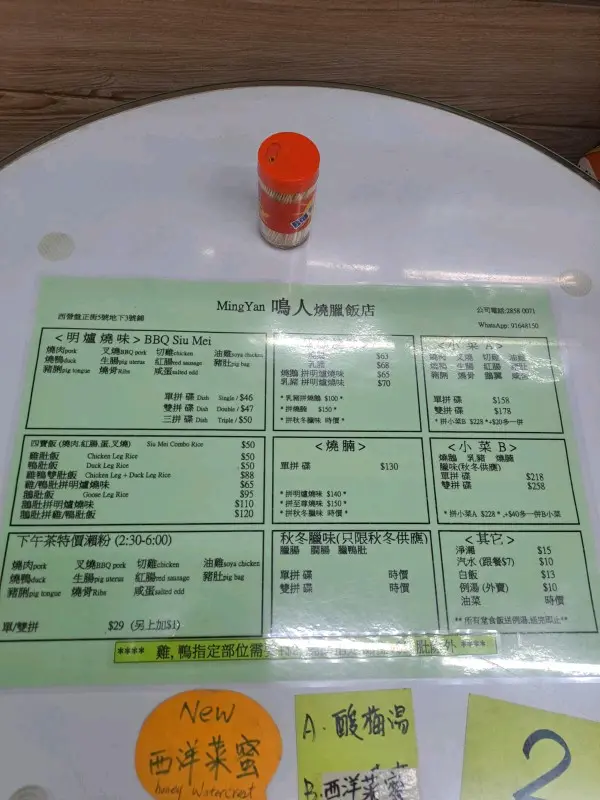 MingYan 鳴人燒臘飯店
西營盤正街5號地下3號鋪
公司電話:2858 0071
WhatsApp: 91648150
<明爐燒味> BBQ Siu Mei
燒肉pork 叉燒BBQ pork 切雞chicken 油雞soya chicken
燒鴨duck 生腸pig uterus 紅腸red sausage 豬肚pig bag
豬脷pig tongue 燒骨Ribs 咸蛋salted odd
單拼 碟 Dish Single / $46
雙拼 碟 Dish Double / $47
三拼 碟 Dish Triple / $50
$63
乳豬 $68
燒鵝 拼明爐燒味 $65
乳豬 拼明爐燒味 $70
*乳豬拼燒鵝 $100 *
*拼燒腩 $150 *
*拼秋冬臘味 時價 *
<小菜A>
燒肉 叉燒 切雞 油雞
燒鴨 生腸 紅腸
豬脷 燒骨
單拼 碟 $158
雙拼 碟 $178
* 拼小菜B $228 *,+$20多一併
四寶飯 (燒肉.紅腸.蛋.叉燒) Siu Mei Combo Rice $50
雞髀飯 Chicken Leg Rice $50
鴨髀飯 Duck Leg Rice $50
雞鴨雙髀飯 Chicken Leg + Duck Leg Rice $88
雞/鴨髀拼明爐燒味 $65
鵝髀飯 Goose Leg Rice $95
鵝髀拼明爐燒味 $110
鵝髀拼雞/鴨髀飯 $120
<燒腩>
單拼 碟 $130
*拼明爐燒味 $140 *
*拼至尊燒味 $150 *
*拼秋冬臘味 時價 *
<小菜B>
燒鵝 乳豬 燒腩
臘味(秋冬供應)
單拼 碟 $218
雙拼 碟 $258
*拼小菜A $228 *,+$40多一併B小菜
下午茶特價瀨粉 (2:30-6:00)
燒肉pork 叉燒BBQ pork 切雞chicken 油雞soya chicken
燒鴨duck 生腸pig uterus 紅腸red sausage 豬肚pig bag
豬脷pig tongue 燒骨Ribs 咸蛋salted odd
單/雙拼 $29 (另上加$1)
秋冬臘味(只限秋冬供應)
臘腸 膶腸 臘鴨髀
單拼 碟 時價
雙拼 碟 時價
<其它>
淨瀨 $15
汽水 (跟餐$7) $10
白飯 $13
例湯 (外賣) $10
油菜 時價
** 所有堂食飯送例湯,送完即止**
**** 雞,鴨指定部位需 髀除外 ****
New
西洋菜蜜
honey Watercrest
A. 酸梅湯
B. 西洋菜蜜
2